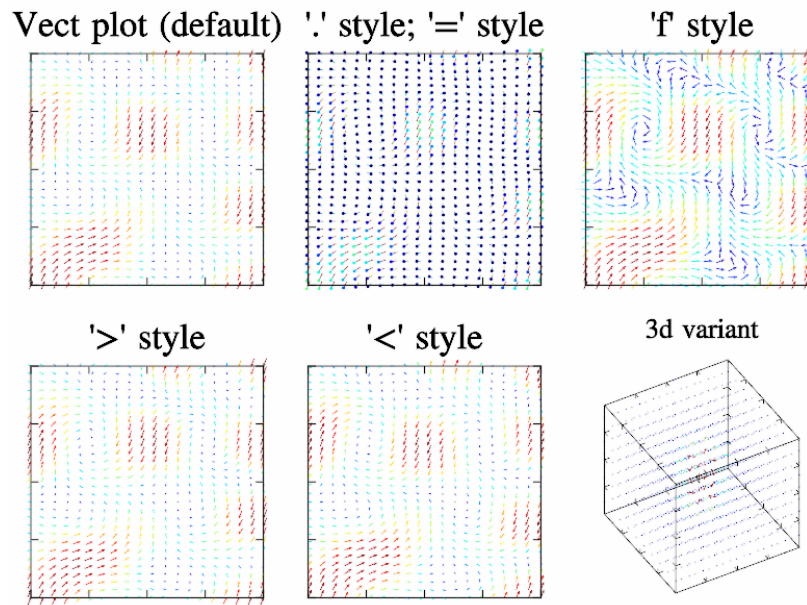 Vect plot (default)
'.' style; '=' style
'f' style
'>' style
'<' style
3d variant